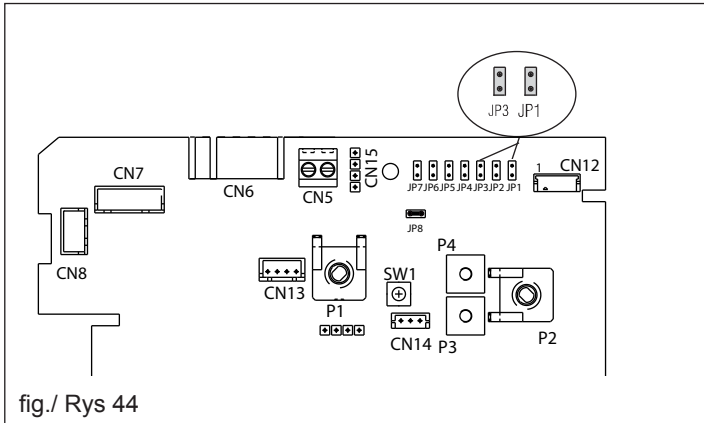 JP3 JP1
CN7
CN6
CN5
CN15
JP7 JP6 JP5 JP4 JP3 JP2 JP1
1
CN12
JP8
CN8
CN13
P1
SW1
P4
CN14
P3
P2
fig./ Rys 44